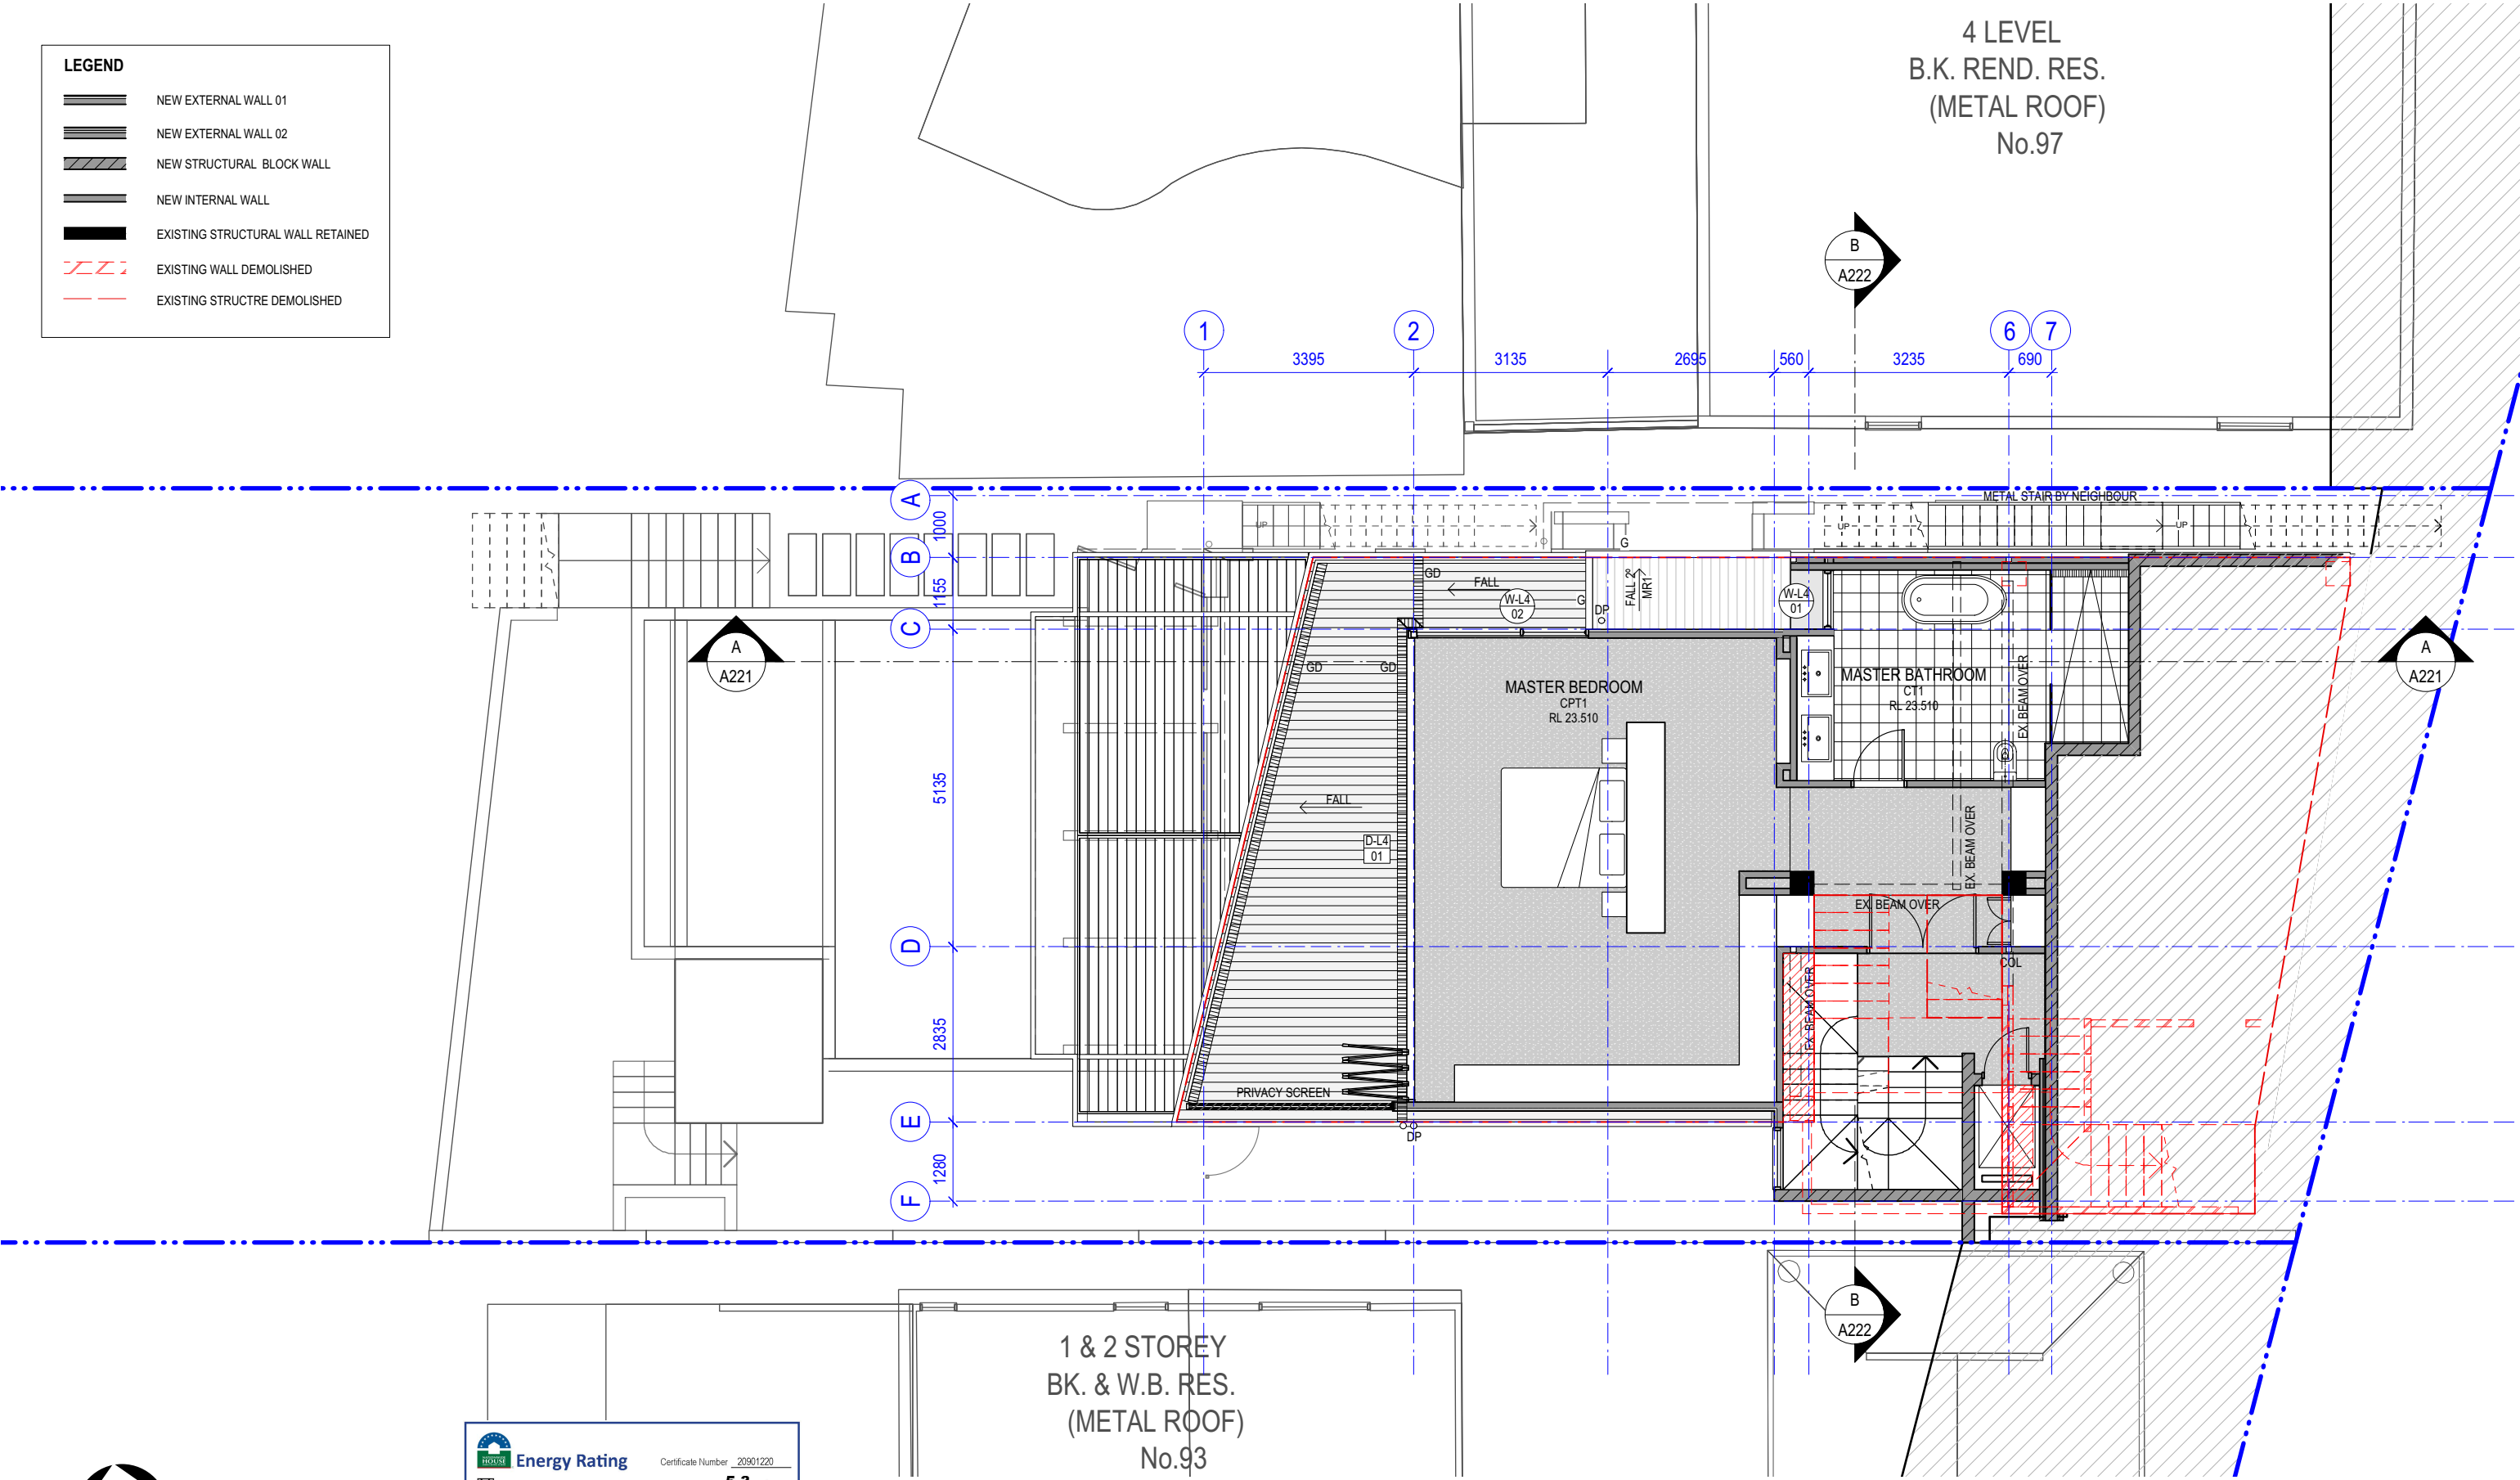 LEGEND
NEW EXTERNAL WALL 01
NEW EXTERNAL WALL 02
NEW STRUCTURAL BLOCK WALL
NEW INTERNAL WALL
EXISTING STRUCTURAL WALL RETAINED
EXISTING WALL DEMOLISHED
EXISTING STRUCTRE DEMOLISHED
4 LEVEL
B.K. REND. RES.
(METAL ROOF)
No.97
B
A222
1
2
6
7
3395
3135
2695
560
3235
690
A
B
C
D
E
F
1000
1155
5135
2835
1280
METAL STAIR BY NEIGHBOUR
UP
UP
UP
G
GD
FALL
W-L4
02
G
DP
FALL 2°
MR1
W-L4
01
A
A221
GD
GD
MASTER BEDROOM
CPT1
RL 23.510
MASTER BATHROOM
CT1
RL 23.510
EX. BEAM OVER
A
A221
FALL
D-L4
01
EX. BEAM OVER
EX. BEAM OVER
COL
EX. BEAM OVER
PRIVACY SCREEN
DP
B
A222
1 & 2 STOREY
BK. & W.B. RES.
(METAL ROOF)
No.93
HOUSE
Energy Rating
Certificate Number 20901220